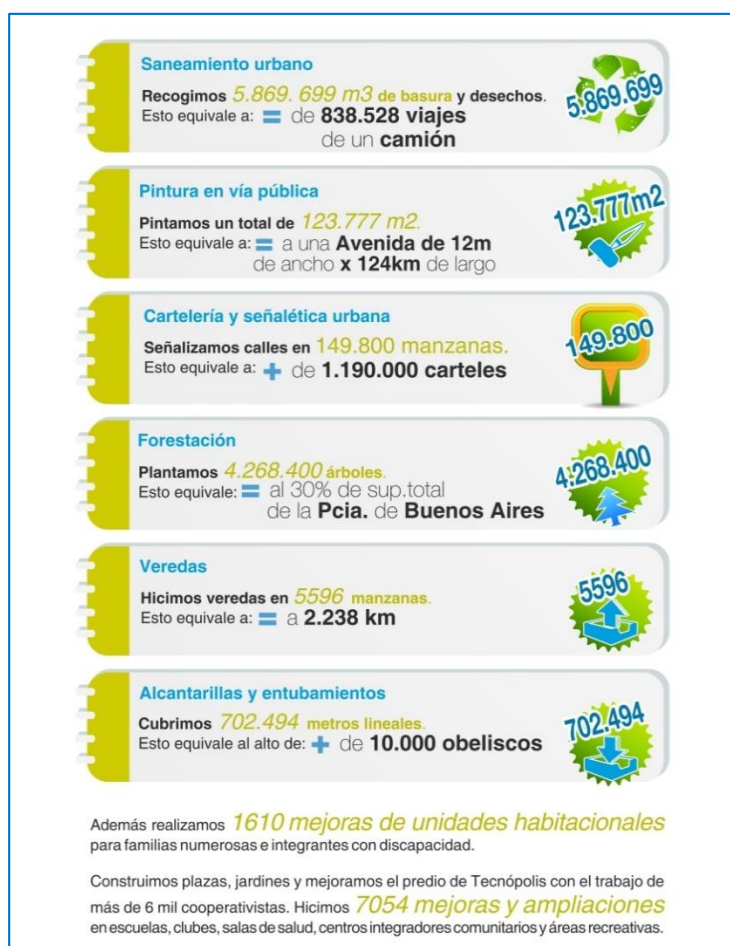 Saneamiento urbano
Recogimos 5.869. 699 m3 de basura y desechos.
5.869.699
Esto equivale a: = de 838.528 viajes
de un camión
Pintura en vía pública
Pintamos un total de 123.777 m2.
123.777m2
Esto equivale a: = a una Avenida de 12m
de ancho x 124km de largo
Cartelería y señalética urbana
Señalizamos calles en 149.800 manzanas.
149.800
Esto equivale a: + de 1.190.000 carteles
Forestación
Plantamos 4.268.400 árboles.
4.268.400
Esto equivale: = al 30% de sup.total
de la Pcia. de Buenos Aires
Veredas
Hicimos veredas en 5596 manzanas.
5596
Esto equivale a: = a 2.238 km
Alcantarillas y entubamientos
Cubrimos 702.494 metros lineales.
702.494
Esto equivale al alto de: + de 10.000 obeliscos
Además realizamos 1610 mejoras de unidades habitacionales
para familias numerosas e integrantes con discapacidad.
Construimos plazas, jardines y mejoramos el predio de Tecnópolis con el trabajo de
más de 6 mil cooperativistas. Hicimos 7054 mejoras y ampliaciones
en escuelas, clubes, salas de salud, centros integradores comunitarios y áreas recreativas.